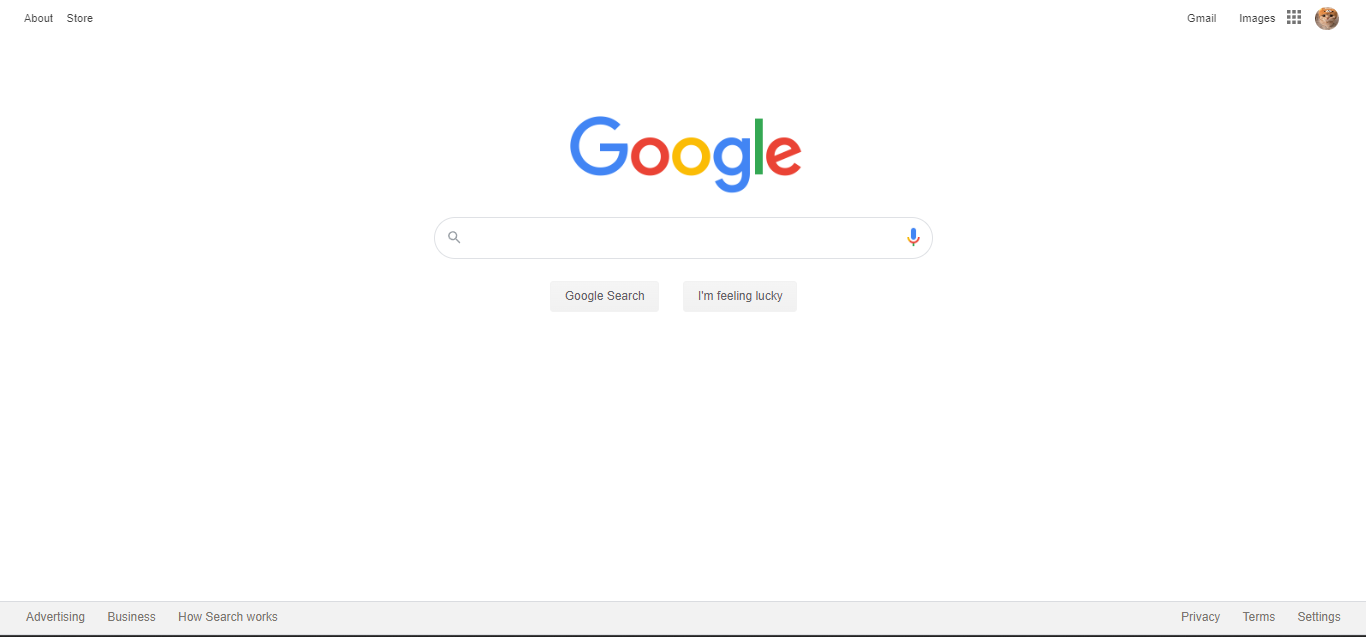 About Store Gmail Images
Google
Google Search I'm feeling lucky
Advertising Business How Search works Privacy Terms Settings